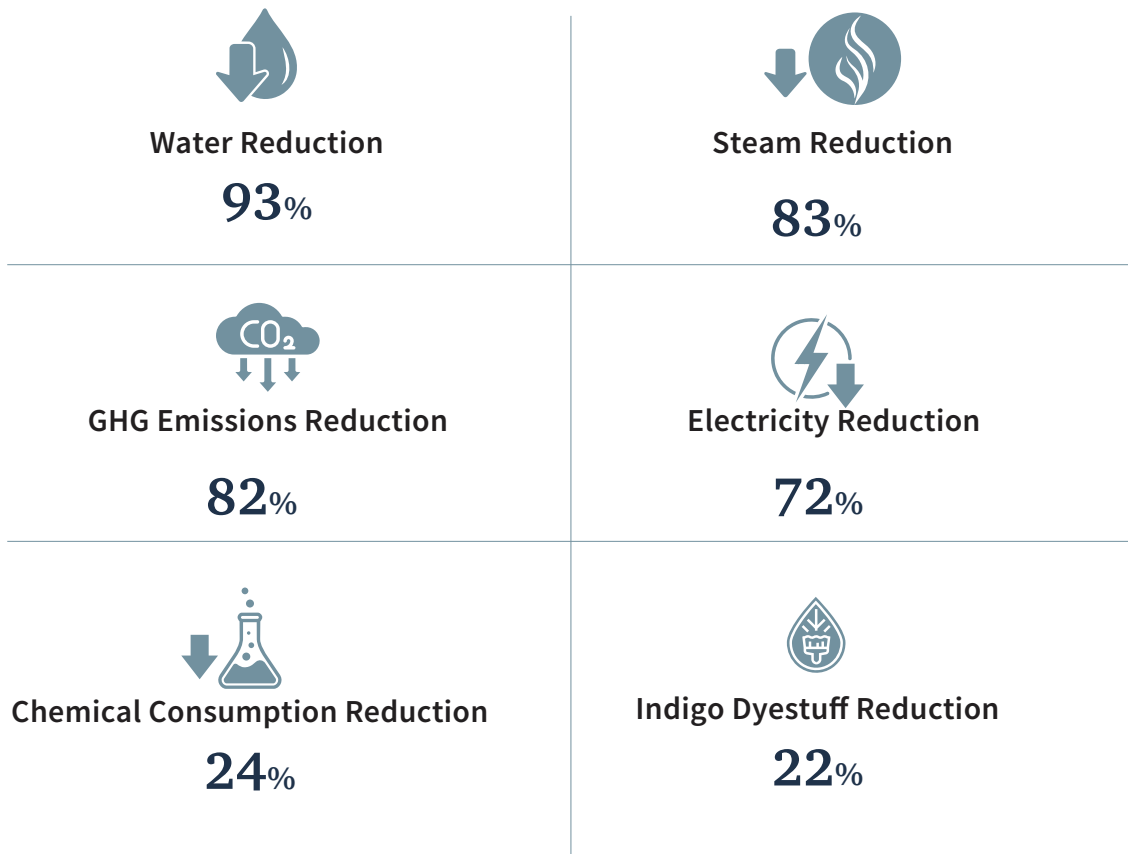 Water Reduction
93%
Steam Reduction
83%
CO2
GHG Emissions Reduction
82%
Electricity Reduction
72%
Chemical Consumption Reduction
24%
Indigo Dyestuff Reduction
22%